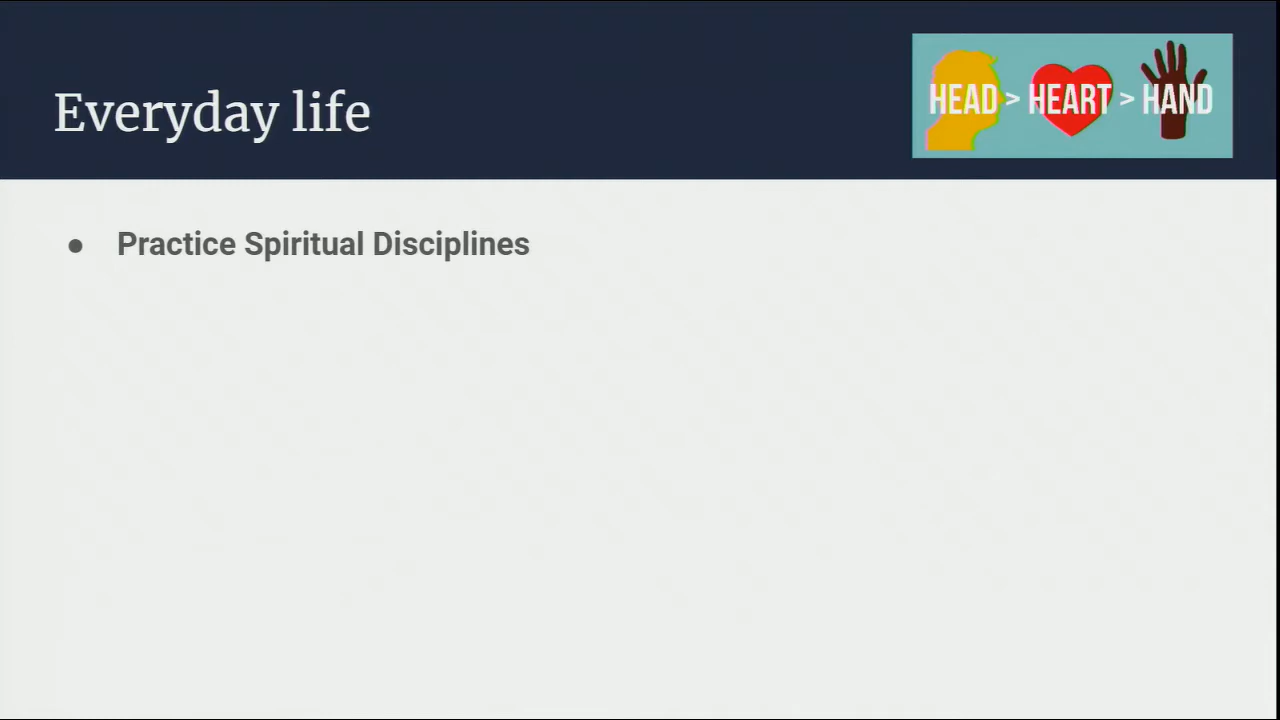 Everyday life
HEAD > HEART > HAND
● Practice Spiritual Disciplines